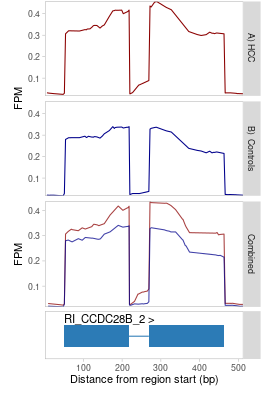 0.4
0.3
0.2
0.1
FPM
A) HCC
0.4
0.3
0.2
0.1
B) Controls
0.4
0.3
0.2
0.1
FPM
Combined
RI_CCDC28B_2 >
100 200 300 400 500
Distance from region start (bp)